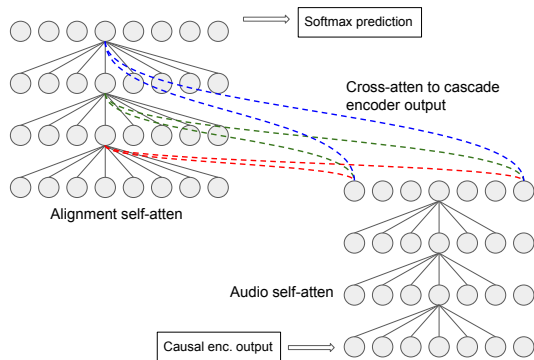 Softmax prediction
Cross-atten to cascade
encoder output
Alignment self-atten
Audio self-atten
Causal enc. output